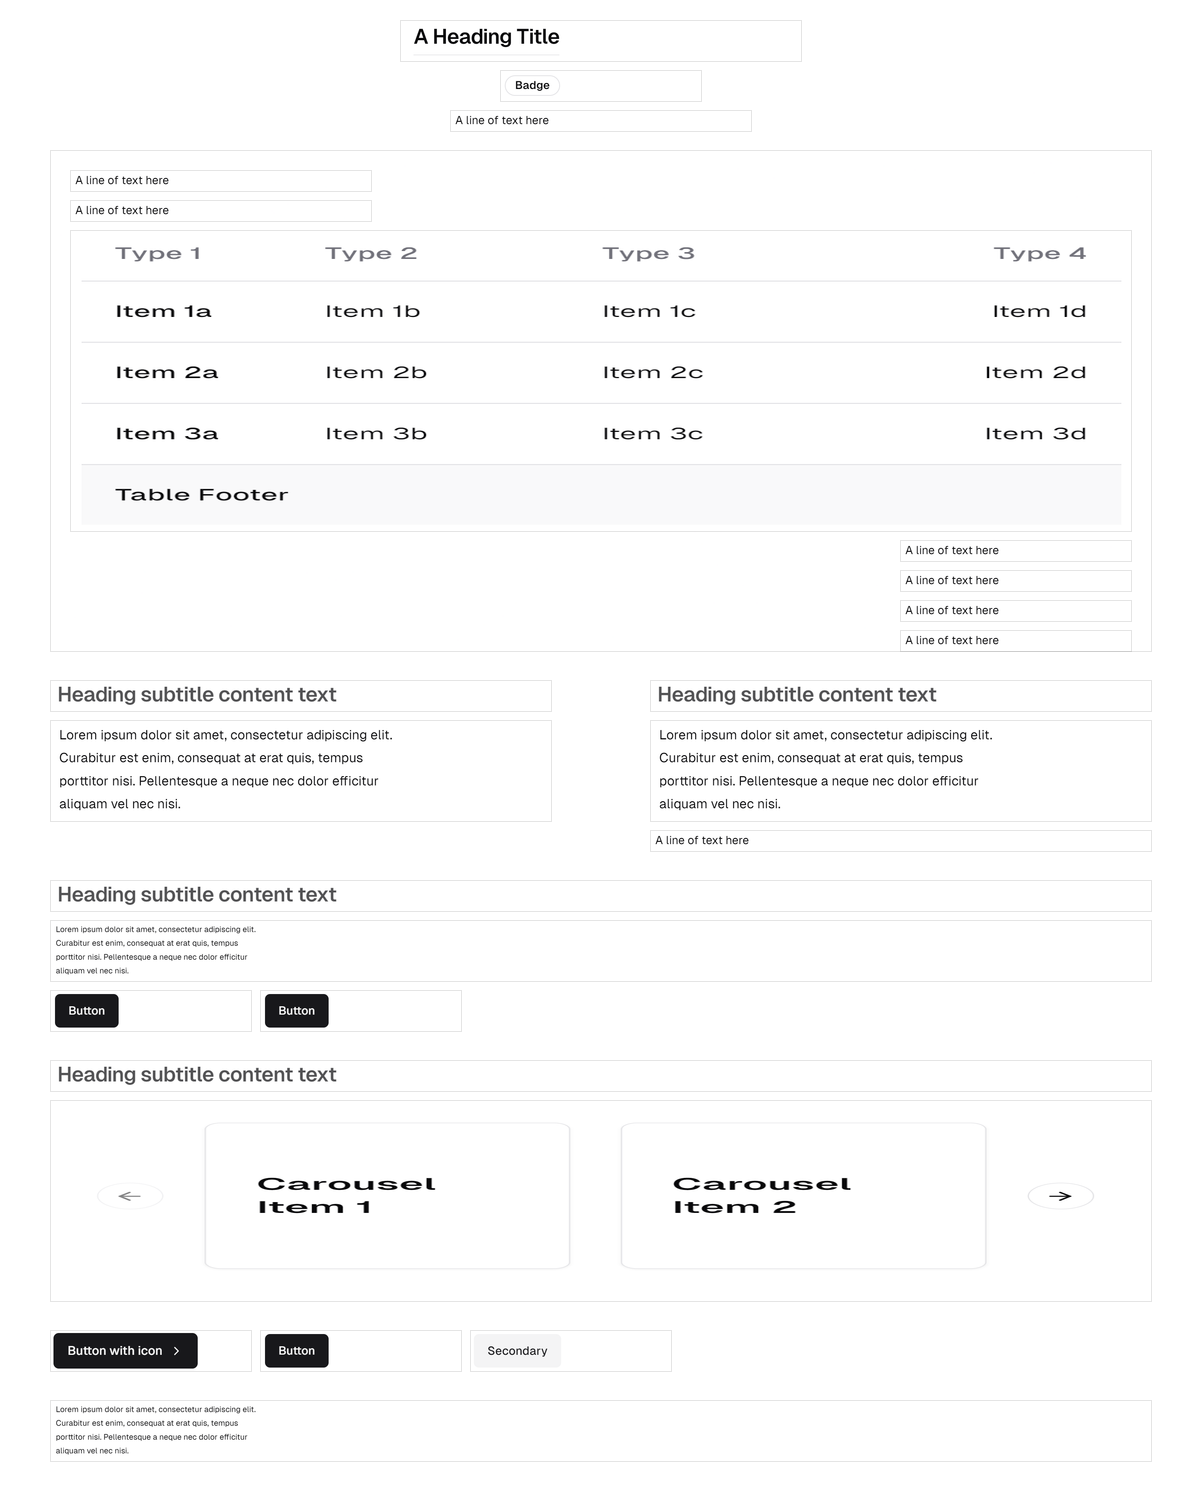 A Heading Title
Badge
A line of text here
A line of text here
A line of text here
Type 1 Type 2 Type 3 Type 4
Item 1a Item 1b Item 1c Item 1d
Item 2a Item 2b Item 2c Item 2d
Item 3a Item 3b Item 3c Item 3d
Table Footer
A line of text here
A line of text here
A line of text here
A line of text here
Heading subtitle content text
Lorem ipsum dolor sit amet, consectetur adipiscing elit.
Curabitur est enim, consequat at erat quis, tempus
porttitor nisi. Pellentesque a neque nec dolor efficitur
aliquam vel nec nisi.
Heading subtitle content text
Lorem ipsum dolor sit amet, consectetur adipiscing elit.
Curabitur est enim, consequat at erat quis, tempus
porttitor nisi. Pellentesque a neque nec dolor efficitur
aliquam vel nec nisi.
A line of text here
Heading subtitle content text
Lorem ipsum dolor sit amet, consectetur adipiscing elit.
Curabitur est enim, consequat at erat quis, tempus
porttitor nisi. Pellentesque a neque nec dolor efficitur
aliquam vel nec nisi.
Button Button
Heading subtitle content text
Carousel
Item 1
Carousel
Item 2
Button with icon Button Secondary
Lorem ipsum dolor sit amet, consectetur adipiscing elit.
Curabitur est enim, consequat at erat quis, tempus
porttitor nisi. Pellentesque a neque nec dolor efficitur
aliquam vel nec nisi.